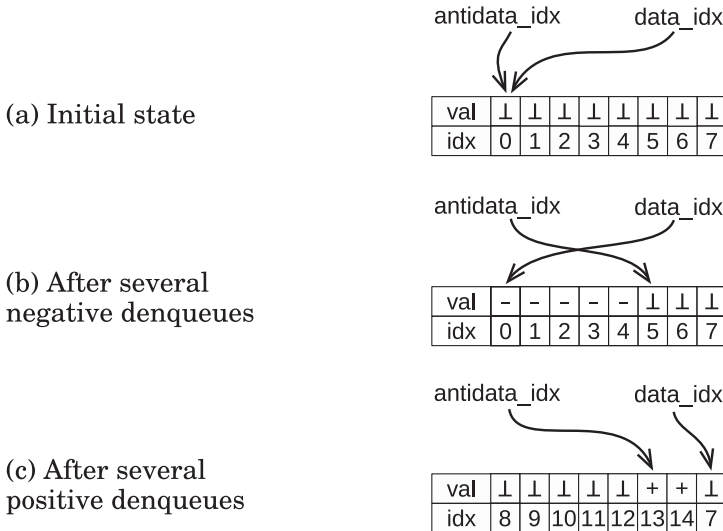 antidata_idx data_idx
(a) Initial state
val ⊥ ⊥ ⊥ ⊥ ⊥ ⊥ ⊥ ⊥
idx 0 1 2 3 4 5 6 7
antidata_idx data_idx
(b) After several
negative denqueues
val - - - - - ⊥ ⊥ ⊥
idx 0 1 2 3 4 5 6 7
antidata_idx data_idx
(c) After several
positive denqueues
val ⊥ ⊥ ⊥ ⊥ ⊥ + + ⊥
idx 8 9 10 11 12 13 14 7